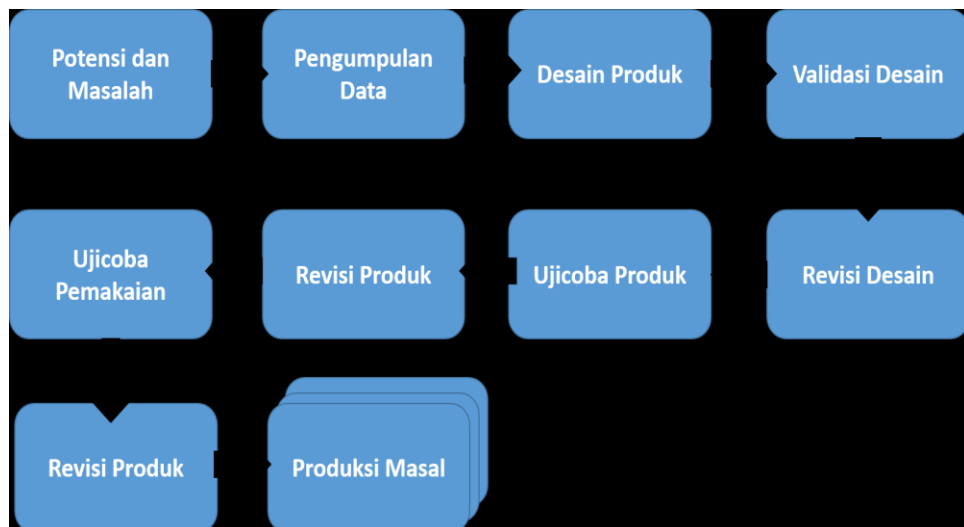 Potensi dan
Masalah
Pengumpulan
Data
Desain Produk
Validasi Desain
Ujicoba
Pemakaian
Revisi Produk
Ujicoba Produk
Revisi Desain
Revisi Produk
Produksi Masal